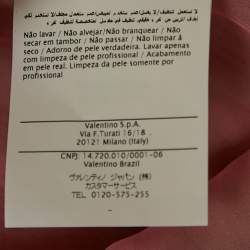 Não lavar / Não alvejar/Não branquear / Não
secar em tambor / Não passar / Não limpar à
seco / Adorno de pele verdadeira. Lavar apenas
com limpeza de pele profissional / Acabamento
em pele real. Limpeza da pele somente por
profissional
Valentino S.p.A.
Via F.Turati 16/18
20121 Milano (Italy)
CNPJ: 14.720.010/0001-06
Valentino Brazil
ヴァレンティノ ジャパン (株)
カスタマーサービス
TEL 0120-575-255